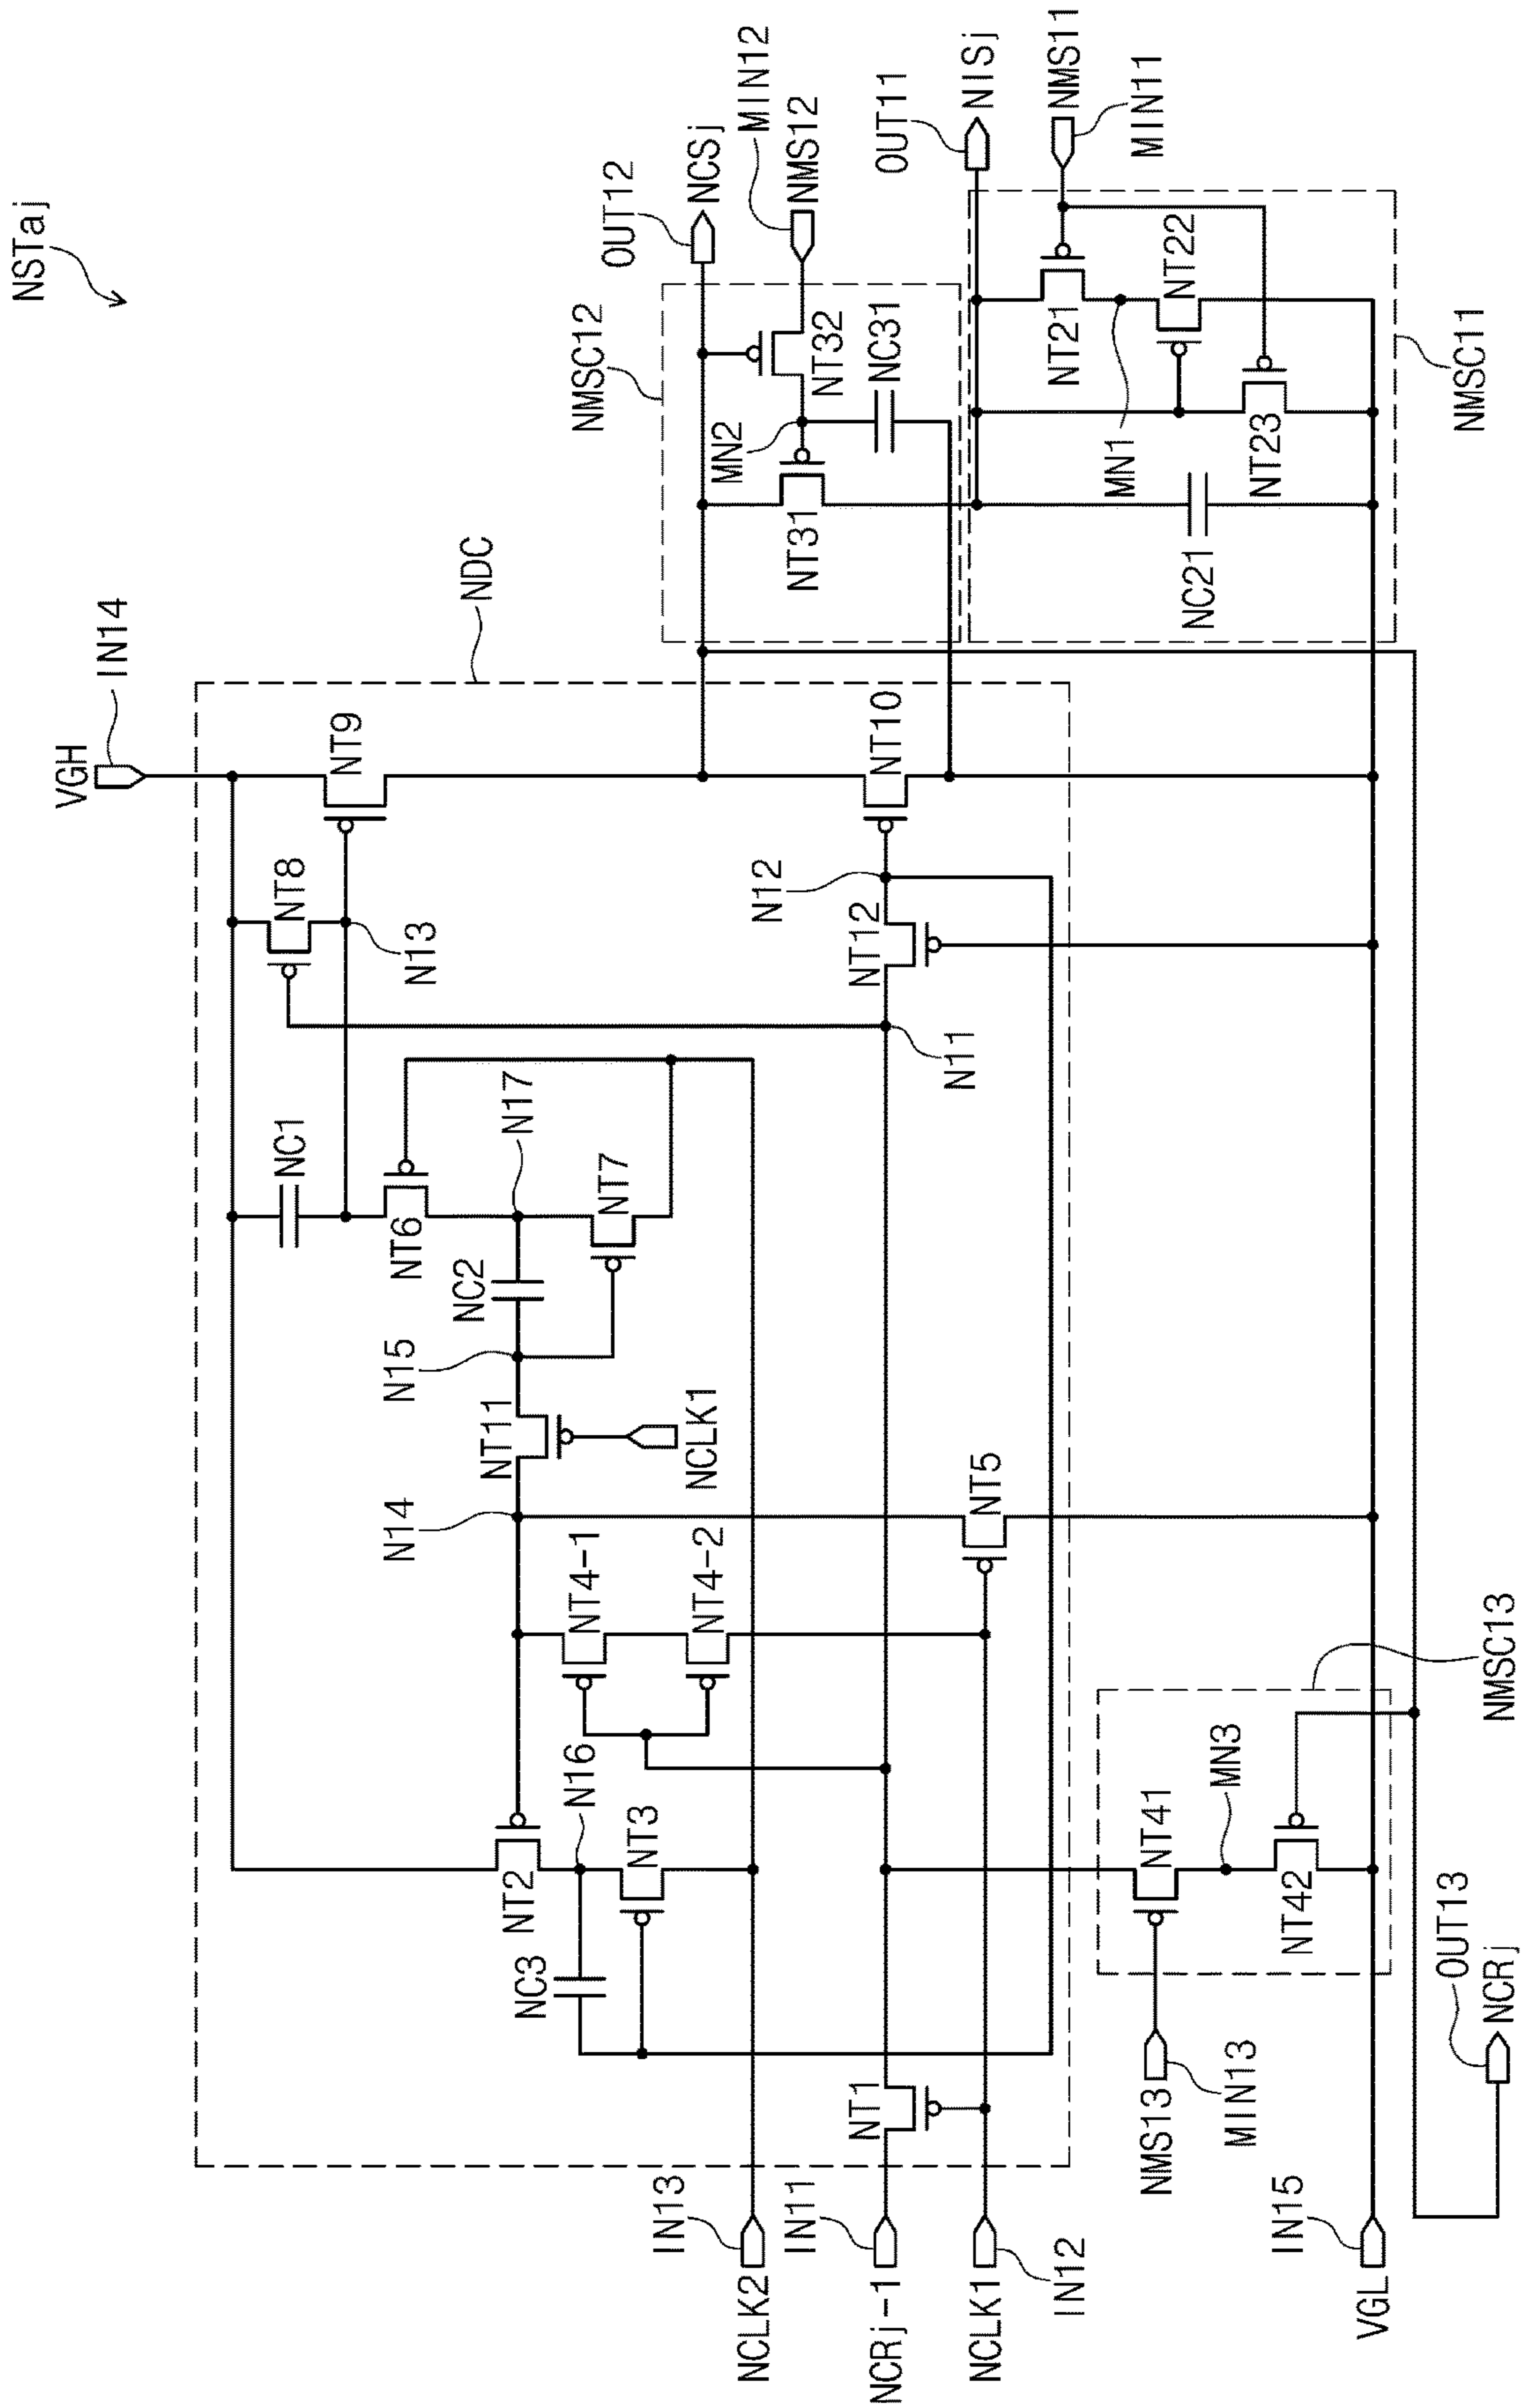 NSTaj
VGH
IN14
NDC
NT8
NT9
N13
NC1
NT6
N17
NT7
NC2
N15
NT11
NCLK1
N14
NT4-1
NT4-2
NT2
N16
NT3
NC3
NT5
NT1
N11
NT12
N12
NT10
NMSC12
OUT12
NCSj
MIN12
NMS12
NT32
MN2
NC31
NT31
OUT11
NISj
NMS11
MIN11
NT21
NT22
MN1
NT23
NC21
NMSC11
NMSC13
NT41
MN3
NT42
NMS13
MIN13
OUT13
NCRj
IN13
NCLK2
IN11
NCRj-1
NCLK1
IN12
IN15
VGL